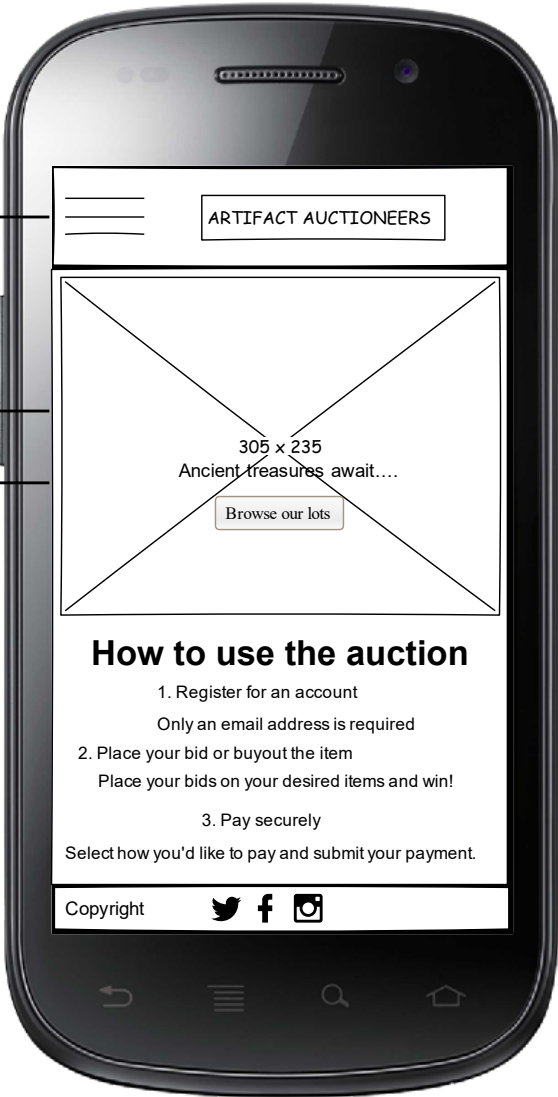 ARTIFACT AUCTIONEERS
305 x 235
Ancient treasures await....
Browse our lots
How to use the auction
1. Register for an account
Only an email address is required
2. Place your bid or buyout the item
Place your bids on your desired items and win!
3. Pay securely
Select how you'd like to pay and submit your payment.
Copyright